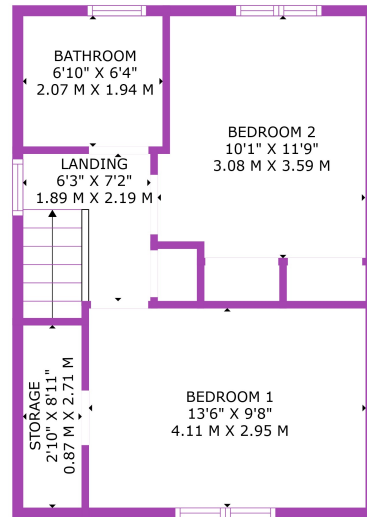 BATHROOM
6'10" X 6'4"
2.07 M X 1.94 M
BEDROOM 2
10'1" X 11'9"
3.08 M X 3.59 M
LANDING
6'3" X 7'2"
1.89 M X 2.19 M
STORAGE
2'10" X 8'11"
0.87 M X 2.71 M
BEDROOM 1
13'6" X 9'8"
4.11 M X 2.95 M